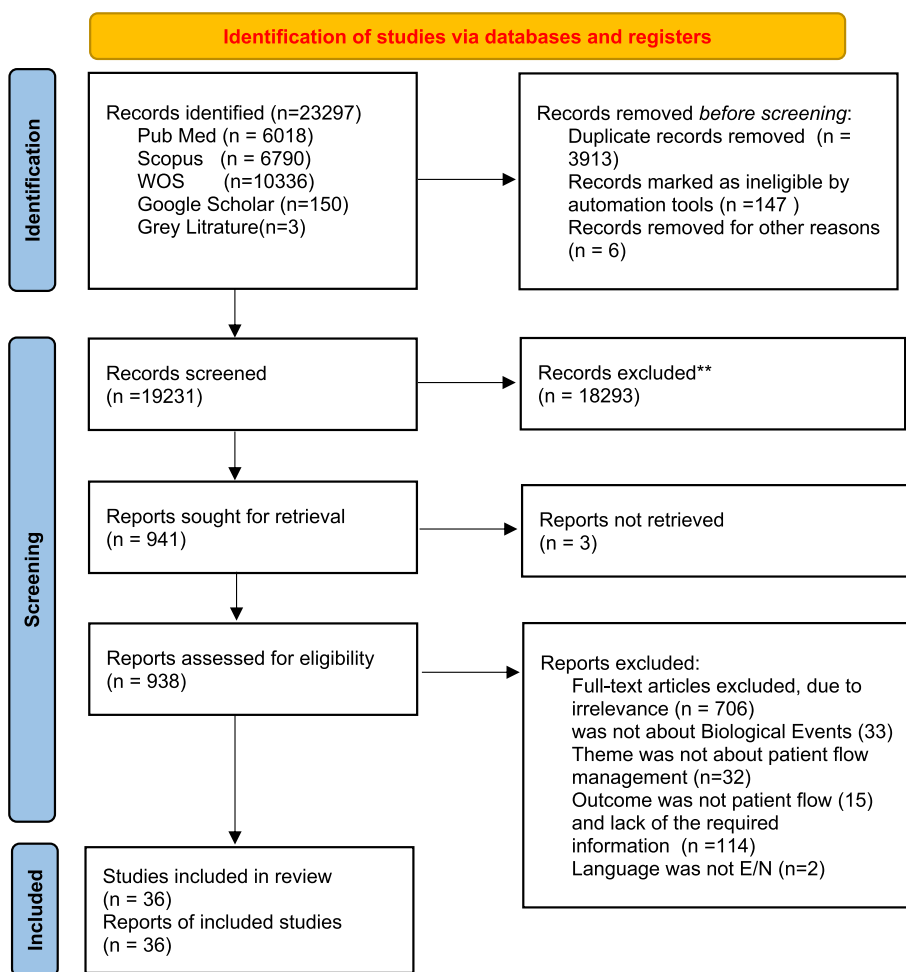 Identification of studies via databases and registers
Identification
Records identified (n=23297)
Pub Med (n = 6018)
Scopus (n = 6790)
WOS (n=10336)
Google Scholar (n=150)
Grey Litrature(n=3)
Records removed before screening:
Duplicate records removed (n =
3913)
Records marked as ineligible by
automation tools (n =147 )
Records removed for other reasons
(n = 6)
Screening
Records screened
(n =19231)
Records excluded**
(n = 18293)
Reports sought for retrieval
(n = 941)
Reports not retrieved
(n = 3)
Reports assessed for eligibility
(n = 938)
Reports excluded:
Full-text articles excluded, due to
irrelevance (n = 706)
was not about Biological Events (33)
Theme was not about patient flow
management (n=32)
Outcome was not patient flow (15)
and lack of the required
information (n =114)
Language was not E/N (n=2)
Included
Studies included in review
(n = 36)
Reports of included studies
(n = 36)